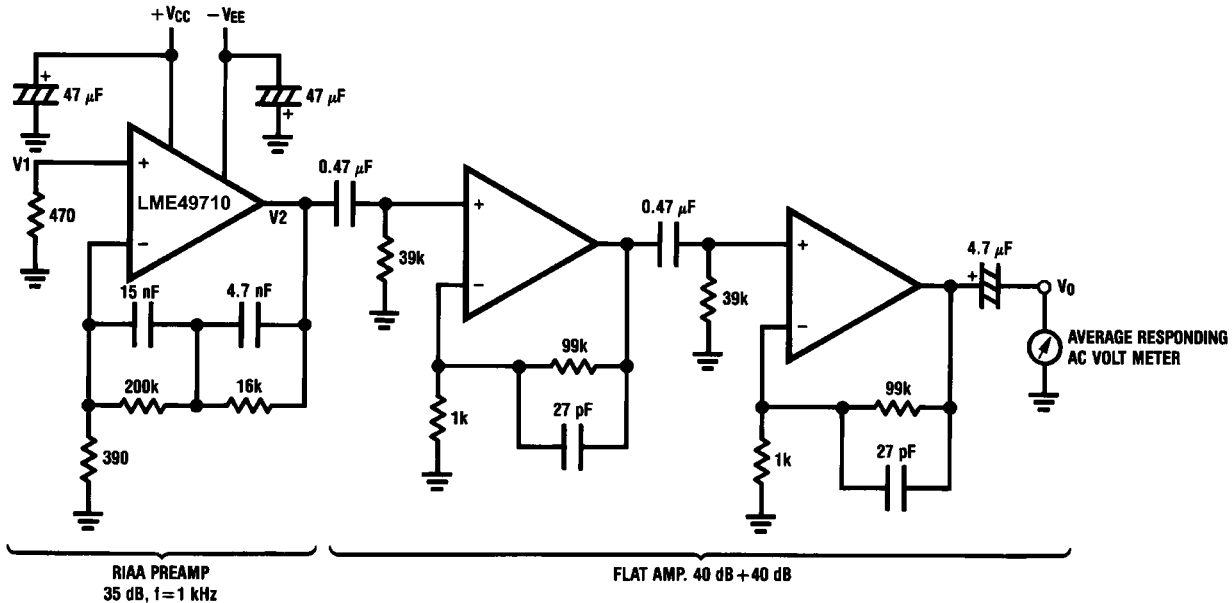 +VCC −VEE
+
47 μF
47 μF
+
V1
+
LME49710
−
V2
470
15 nF
4.7 nF
200k
16k
390
0.47 μF
39k
+
−
99k
27 pF
1k
0.47 μF
39k
+
−
99k
27 pF
1k
4.7 μF
+
VO
AVERAGE RESPONDING
AC VOLT METER
RIAA PREAMP
35 dB, f=1 kHz
FLAT AMP. 40 dB+40 dB